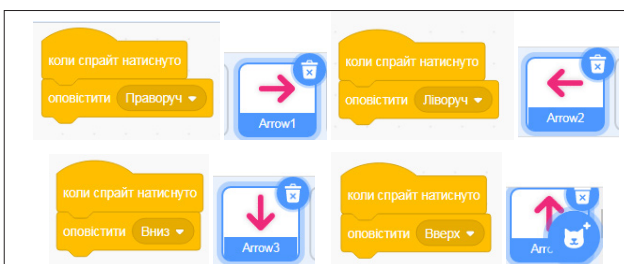 коли спрайт натиснуто
оповістити Праворуч
Arrow1
коли спрайт натиснуто
оповістити Ліворуч
Arrow2
коли спрайт натиснуто
оповістити Вниз
Arrow3
коли спрайт натиснуто
оповістити Вверх